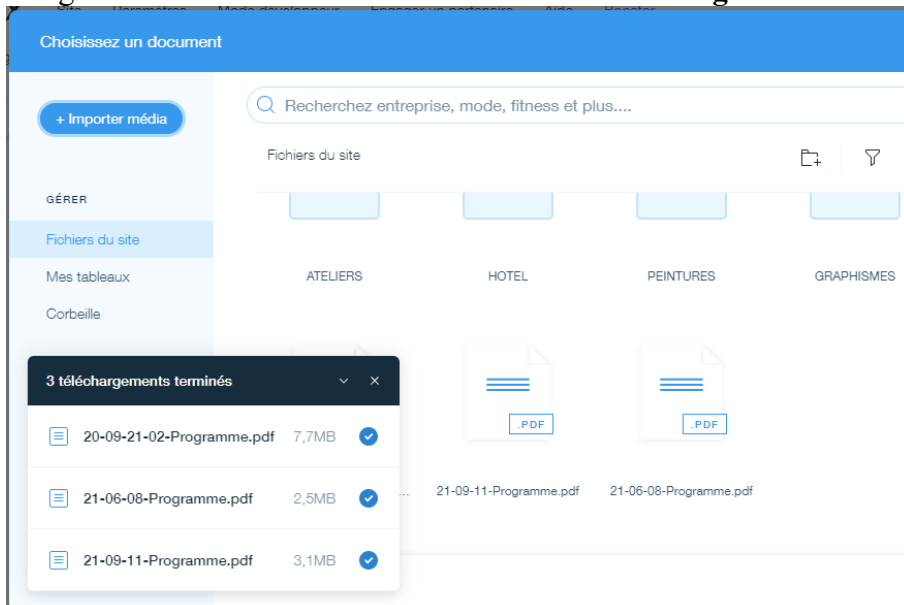 Choisissez un document
+ Importer média
Recherchez entreprise, mode, fitness et plus....
Fichiers du site
GÉRER
Fichiers du site
Mes tableaux
Corbeille
ATELIERS
HOTEL
PEINTURES
GRAPHISMES
.PDF
.PDF
... 21-09-11-Programme.pdf
21-06-08-Programme.pdf
3 téléchargements terminés
20-09-21-02-Programme.pdf 7,7MB
21-06-08-Programme.pdf 2,5MB
21-09-11-Programme.pdf 3,1MB